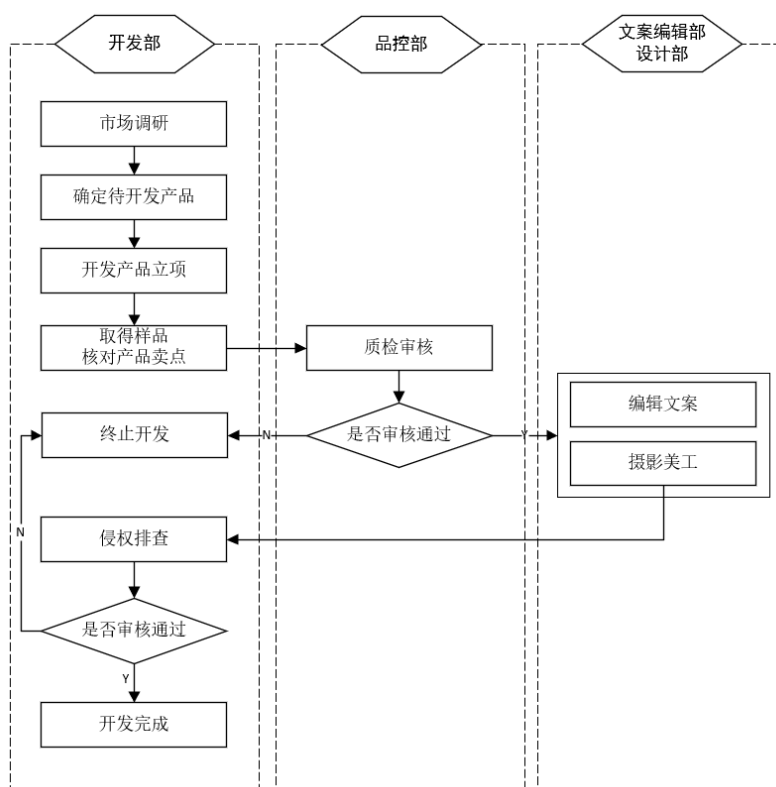 开发部
品控部
文案编辑部
设计部
市场调研
确定待开发产品
开发产品立项
取得样品
核对产品卖点
质检审核
编辑文案
终止开发
N
是否审核通过
Y
摄影美工
N
侵权排查
是否审核通过
Y
开发完成